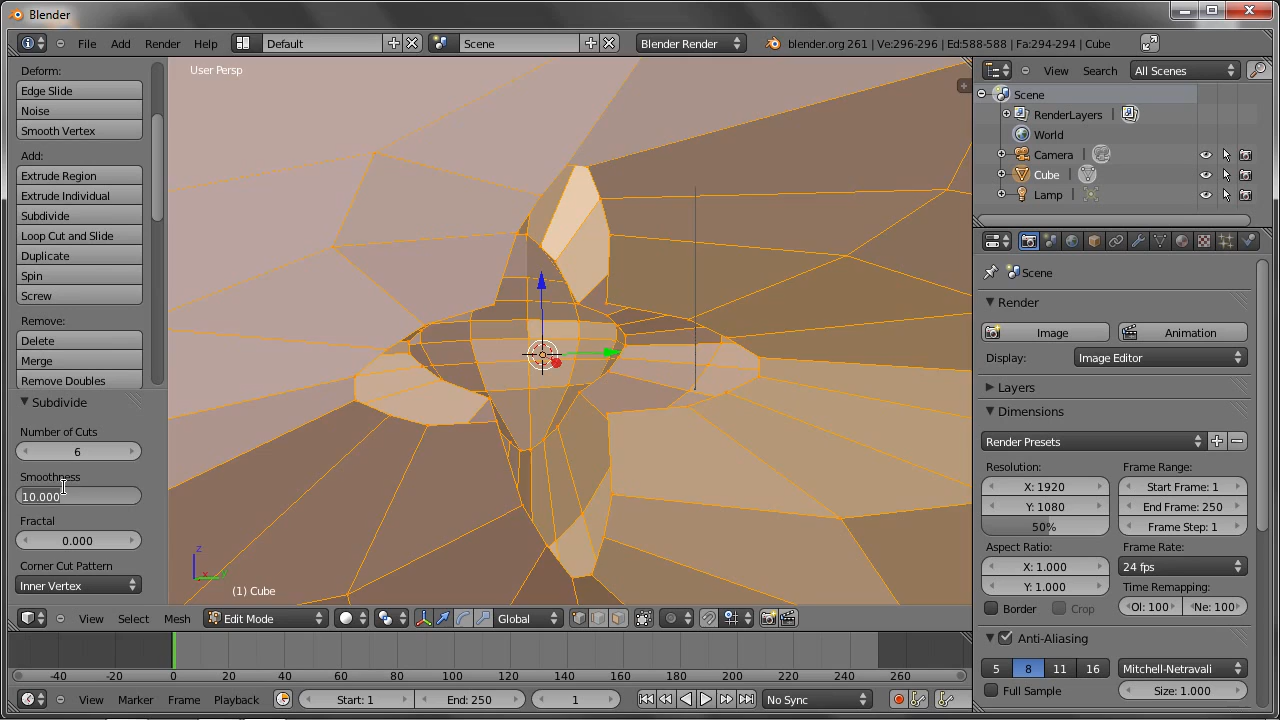 Blender
File Add Render Help Default Scene Blender Render blender.org 261 | Ve:296-296 | Ed:588-588 | Fa:294-294 | Cube
Deform:
Edge Slide
Noise
Smooth Vertex
Add:
Extrude Region
Extrude Individual
Subdivide
Loop Cut and Slide
Duplicate
Spin
Screw
Remove:
Delete
Merge
Remove Doubles
Subdivide
Number of Cuts
6
Smoothness
10.000
Fractal
0.000
Corner Cut Pattern
Inner Vertex
User Persp
(1) Cube
View Select Mesh Edit Mode Global
-40 -20 0 20 40 60 80 100 120 140 160 180 200 220 240 260
View Marker Frame Playback Start: 1 End: 250 1 No Sync
View Search All Scenes
Scene
RenderLayers
World
Camera
Cube
Lamp
Scene
Render
Image Animation
Display: Image Editor
Layers
Dimensions
Render Presets
Resolution: Frame Range:
X: 1920 Start Frame: 1
Y: 1080 End Frame: 250
50% Frame Step: 1
Aspect Ratio: Frame Rate:
X: 1.000 24 fps
Y: 1.000 Time Remapping:
Border Crop Ol: 100 Ne: 100
Anti-Aliasing
5 8 11 16 Mitchell-Netravali
Full Sample Size: 1.000